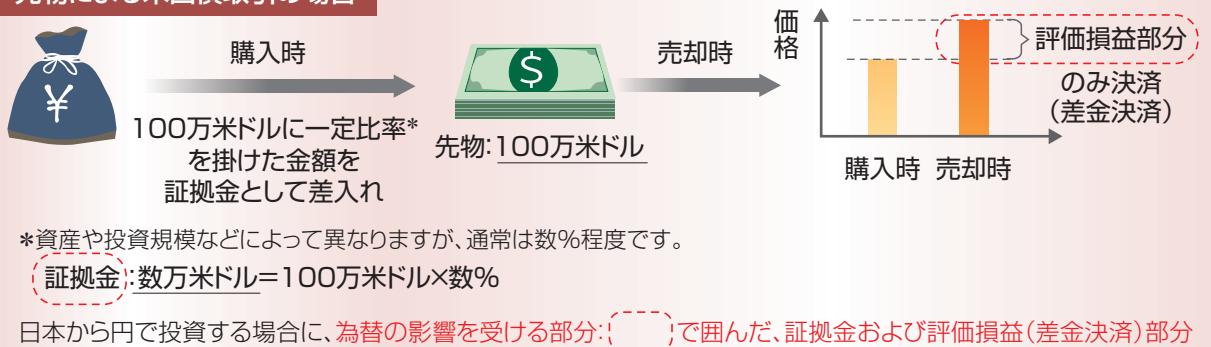 購入時
売却時
価格
評価損益部分
のみ決済
(差金決済)
¥
$
100万米ドルに一定比率*
を掛けた金額を
証拠金として差入れ
先物:100万米ドル
購入時 売却時
*資産や投資規模などによって異なりますが、通常は数%程度です。
証拠金:数万米ドル=100万米ドル×数%
日本から円で投資する場合に、為替の影響を受ける部分: で囲んだ、証拠金および評価損益(差金決済)部分